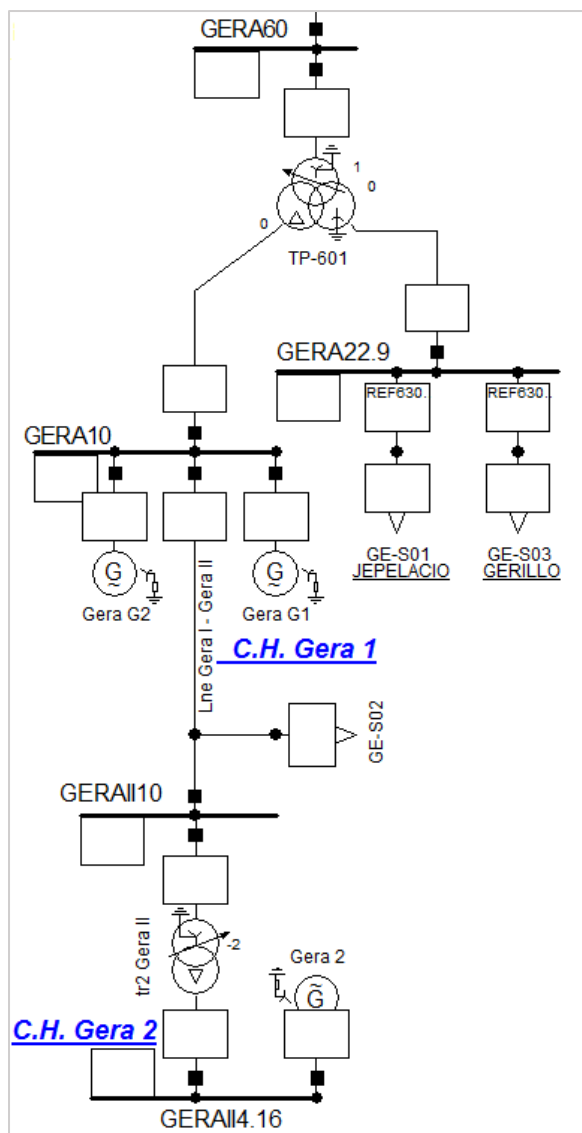 GERA60
1
0
0
TP-601
GERA22.9
REF630..
REF630..
GERA10
G
~
G
~
GE-S01
JEPELACIO
GE-S03
GERILLO
Gera G2
Gera G1
Lne Gera I - Gera II
C.H. Gera 1
GE-S02
GERAII10
tr2 Gera II
-2
Gera 2
~
G
C.H. Gera 2
GERAII4.16